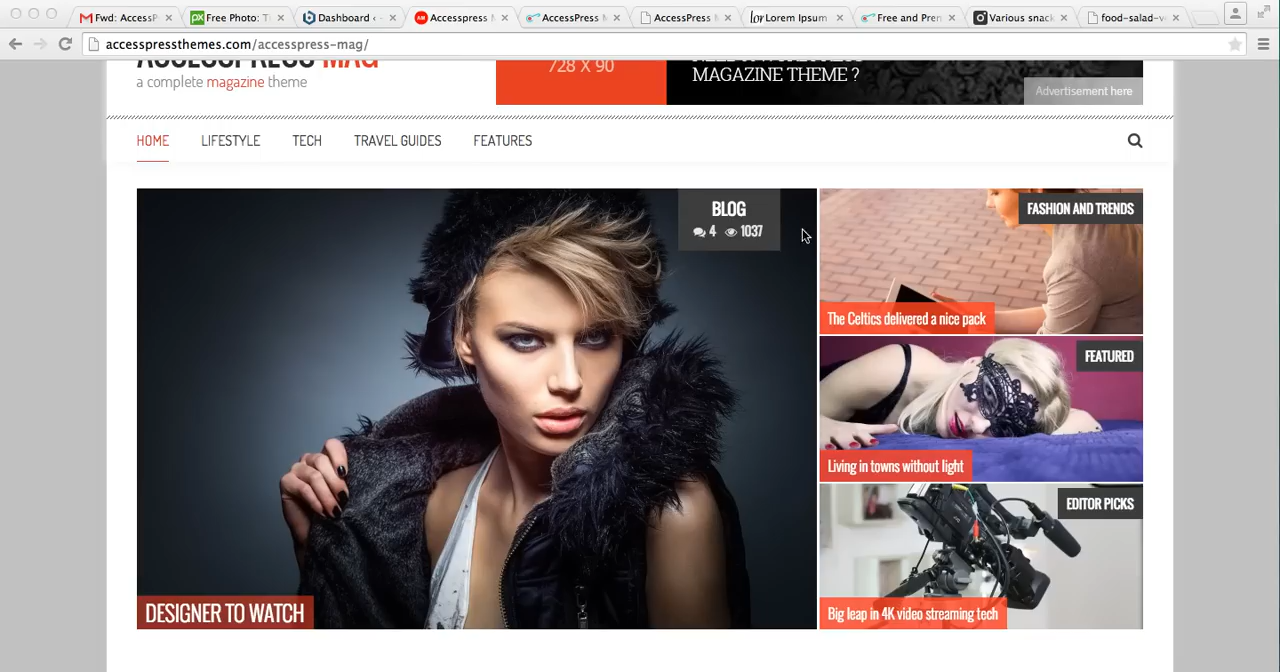 Fwd: AccessP
Free Photo: Ti
Dashboard ‹
Accesspress M
AccessPress M
AccessPress M
Lorem Ipsum
Free and Pren
Various snack
food-salad-v
accesspressthemes.com/accesspress-mag/
ACCESSPRESS MAG
a complete magazine theme
728 X 90
MAGAZINE THEME ?
Advertisement here
HOME
LIFESTYLE
TECH
TRAVEL GUIDES
FEATURES
BLOG
4 1037
DESIGNER TO WATCH
FASHION AND TRENDS
The Celtics delivered a nice pack
FEATURED
Living in towns without light
EDITOR PICKS
Big leap in 4K video streaming tech